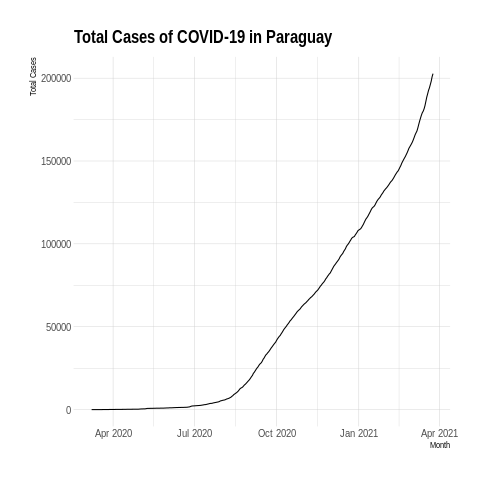 Total Cases of COVID-19 in Paraguay
Total Cases
200000
150000
100000
50000
0
Apr 2020 Jul 2020 Oct 2020 Jan 2021 Apr 2021
Month